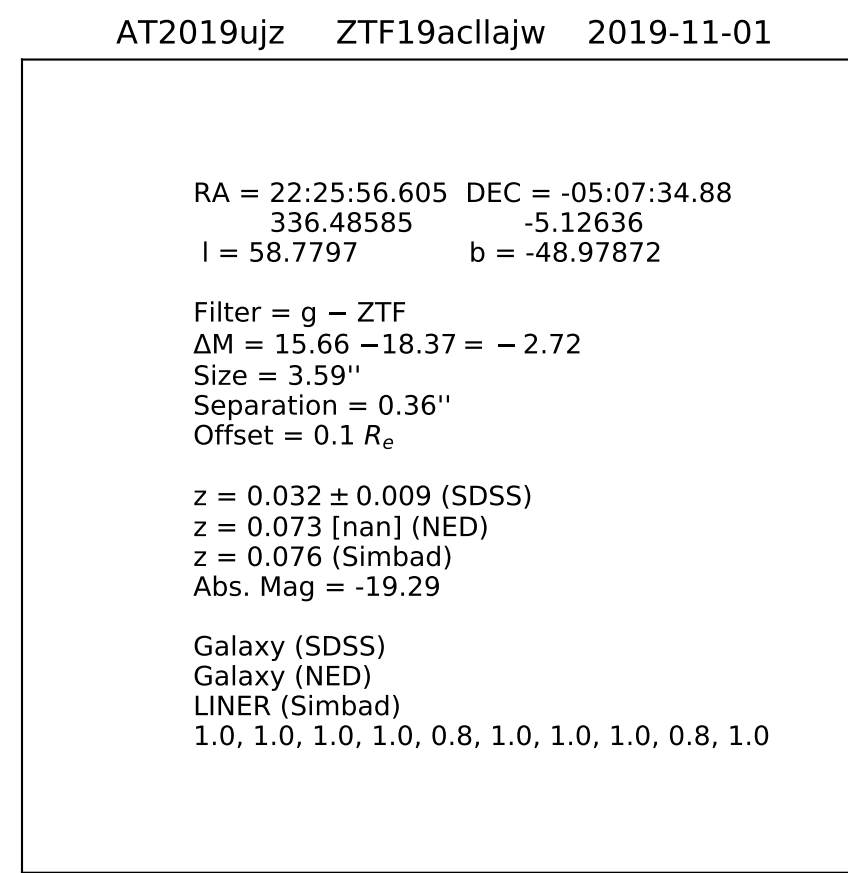 AT2019ujz ZTF19acllajw 2019-11-01
RA = 22:25:56.605 DEC = -05:07:34.88
336.48585 -5.12636
l = 58.7797 b = -48.97872
Filter = g − ZTF
ΔM = 15.66 −18.37 = −2.72
Size = 3.59''
Separation = 0.36''
Offset = 0.1 Rₑ
z = 0.032 ± 0.009 (SDSS)
z = 0.073 [nan] (NED)
z = 0.076 (Simbad)
Abs. Mag = -19.29
Galaxy (SDSS)
Galaxy (NED)
LINER (Simbad)
1.0, 1.0, 1.0, 1.0, 0.8, 1.0, 1.0, 1.0, 0.8, 1.0